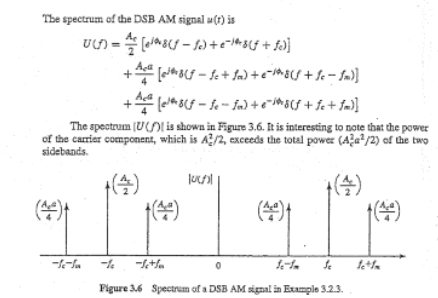 The spectrum of the DSB AM signal u(t) is
U(f) = A_c/2 [e^{jφ_c} δ(f − f_c) + e^{−jφ_c} δ(f + f_c)]
+ A_c a/4 [e^{jφ_c} δ(f − f_c + f_m) + e^{−jφ_c} δ(f + f_c − f_m)]
+ A_c a/4 [e^{jφ_c} δ(f − f_c − f_m) + e^{−jφ_c} δ(f + f_c + f_m)]
The spectrum |U(f)| is shown in Figure 3.6. It is interesting to note that the power
of the carrier component, which is A_c²/2, exceeds the total power (A_c²a²/2) of the two
sidebands.
|U(f)|
(A_c/2) (A_c/2)
(A_c a/4) (A_c a/4) (A_c a/4) (A_c a/4)
−f_c−f_m −f_c −f_c+f_m 0 f_c−f_m f_c f_c+f_m
Figure 3.6 Spectrum of a DSB AM signal in Example 3.2.3.